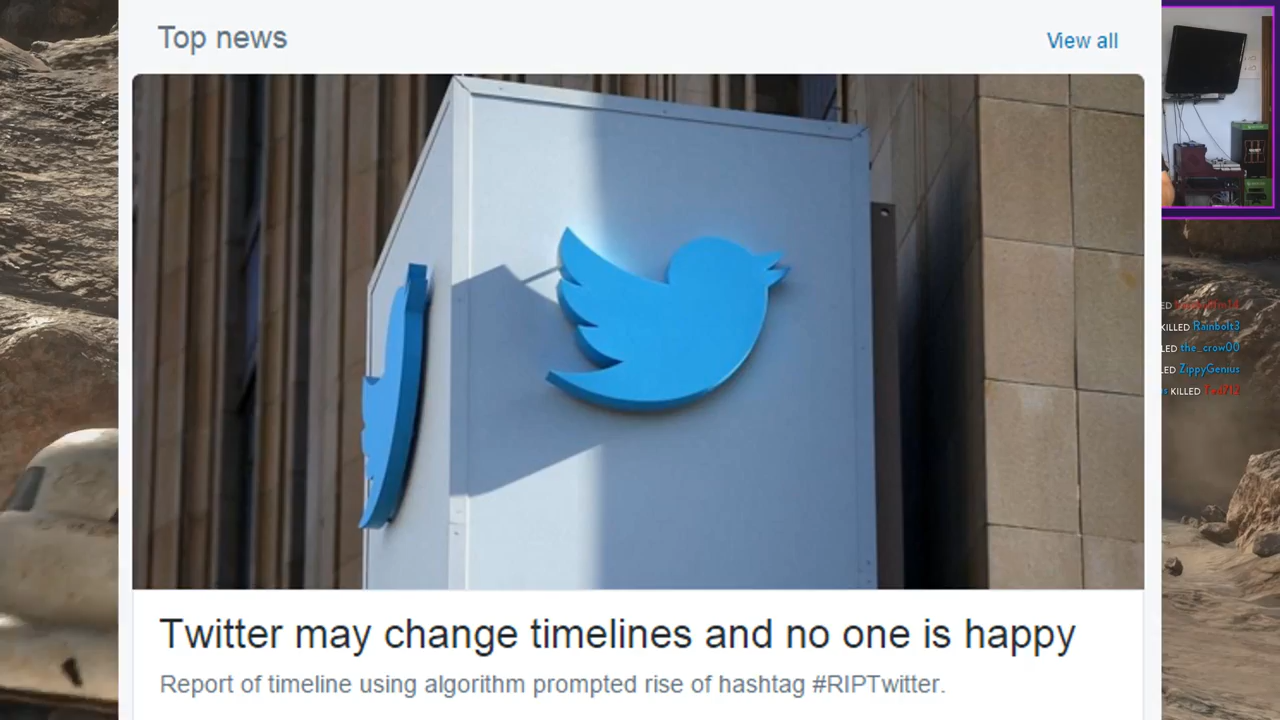 Top news
View all
KILLED Rainbolt3
the_crow00
KILLED ZippyGenius
KILLED
Twitter may change timelines and no one is happy
Report of timeline using algorithm prompted rise of hashtag #RIPTwitter.